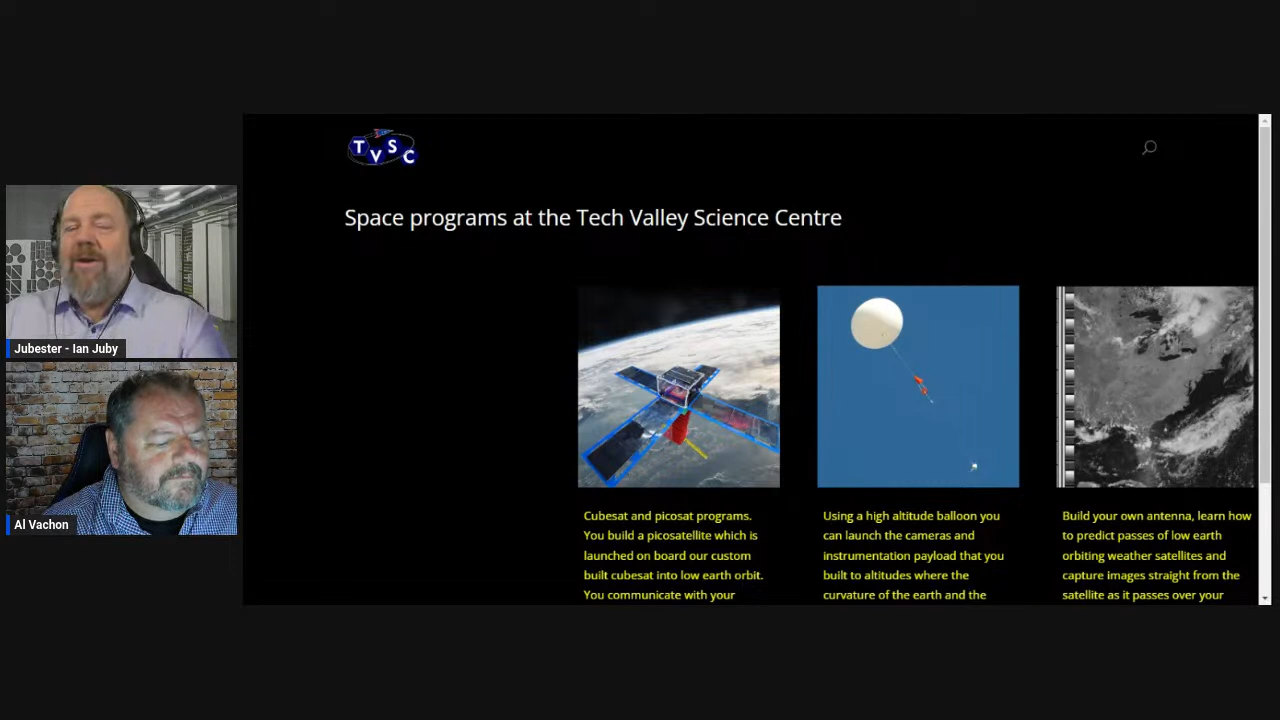 TVSC
Space programs at the Tech Valley Science Centre
Jubester - Ian Juby
Al Vachon
Cubesat and picosat programs.
You build a picosatellite which is
launched on board our custom
built cubesat into low earth orbit.
You communicate with your
Using a high altitude balloon you
can launch the cameras and
instrumentation payload that you
built to altitudes where the
curvature of the earth and the
Build your own antenna, learn how
to predict passes of low earth
orbiting weather satellites and
capture images straight from the
satellite as it passes over your